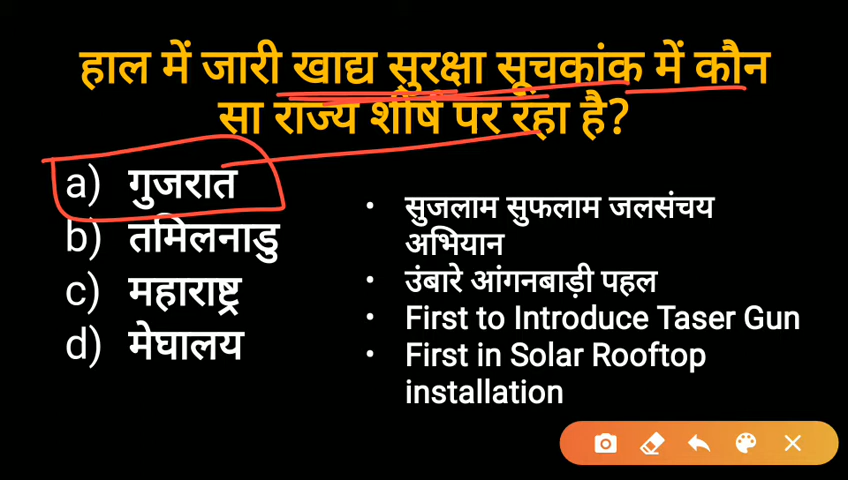 हाल में जारी खाद्य सुरक्षा सूचकांक में कौन
सा राज्य शीर्ष पर रहा है?
a) गुजरात
b) तमिलनाडु
c) महाराष्ट्र
d) मेघालय
• सुजलाम सुफलाम जलसंचय
अभियान
• उंबारे आंगनबाड़ी पहल
• First to Introduce Taser Gun
• First in Solar Rooftop
installation